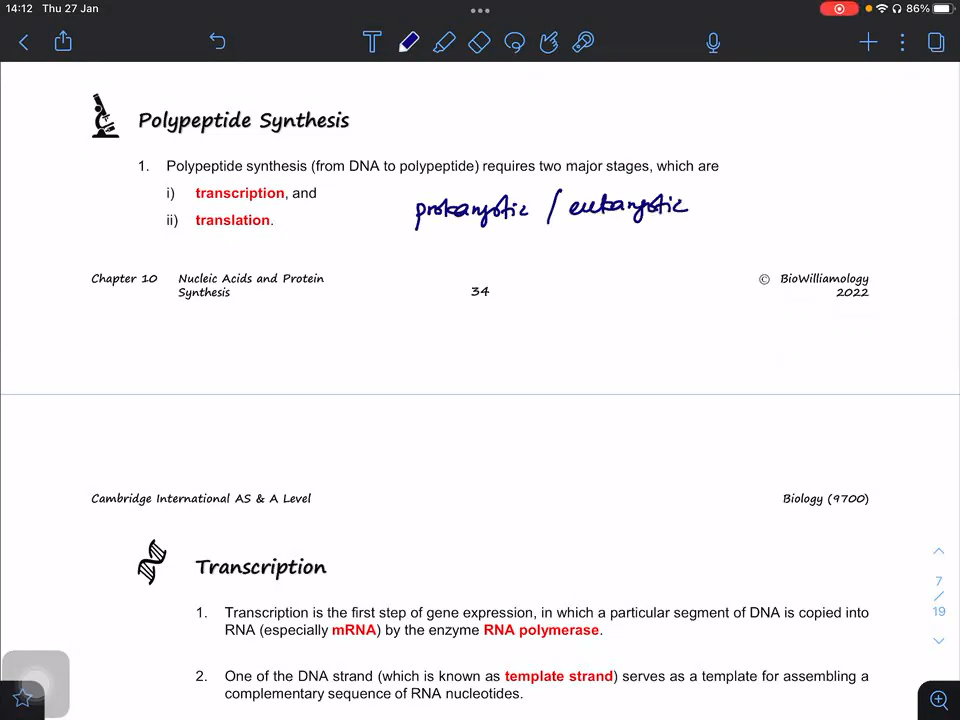 14:12 Thu 27 Jan 86%
Polypeptide Synthesis
1. Polypeptide synthesis (from DNA to polypeptide) requires two major stages, which are
i) transcription, and
ii) translation.
prokaryotic / eukaryotic
Chapter 10 Nucleic Acids and Protein Synthesis
34
© BioWilliamology 2022
Cambridge International AS & A Level Biology (9700)
Transcription
1. Transcription is the first step of gene expression, in which a particular segment of DNA is copied into
RNA (especially mRNA) by the enzyme RNA polymerase.
2. One of the DNA strand (which is known as template strand) serves as a template for assembling a
complementary sequence of RNA nucleotides.
7
/
19